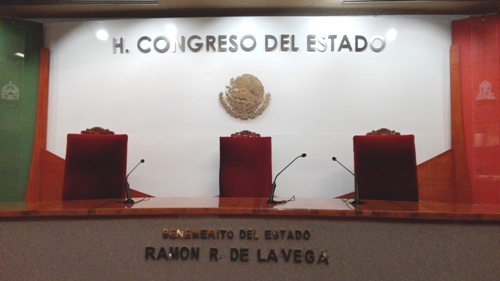 H. CONGRESO DEL ESTADO
BENEMERITO DEL ESTADO
RAMON R. DE LA VEGA